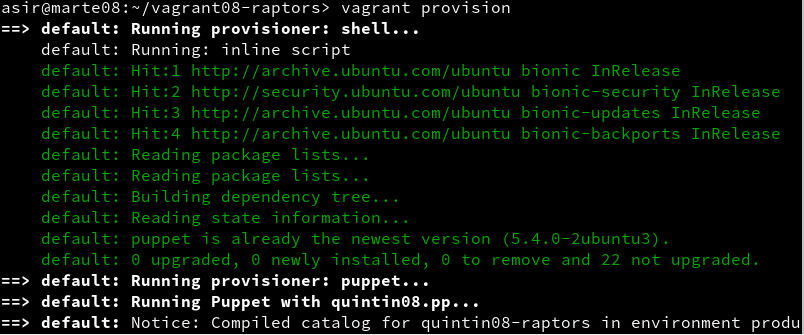 asir@marte08:~/vagrant08-raptors> vagrant provision
==> default: Running provisioner: shell...
default: Running: inline script
default: Hit:1 http://archive.ubuntu.com/ubuntu bionic InRelease
default: Hit:2 http://security.ubuntu.com/ubuntu bionic-security InRelease
default: Hit:3 http://archive.ubuntu.com/ubuntu bionic-updates InRelease
default: Hit:4 http://archive.ubuntu.com/ubuntu bionic-backports InRelease
default: Reading package lists...
default: Reading package lists...
default: Building dependency tree...
default: Reading state information...
default: puppet is already the newest version (5.4.0-2ubuntu3).
default: 0 upgraded, 0 newly installed, 0 to remove and 22 not upgraded.
==> default: Running provisioner: puppet...
==> default: Running Puppet with quintin08.pp...
==> default: Notice: Compiled catalog for quintin08-raptors in environment produ